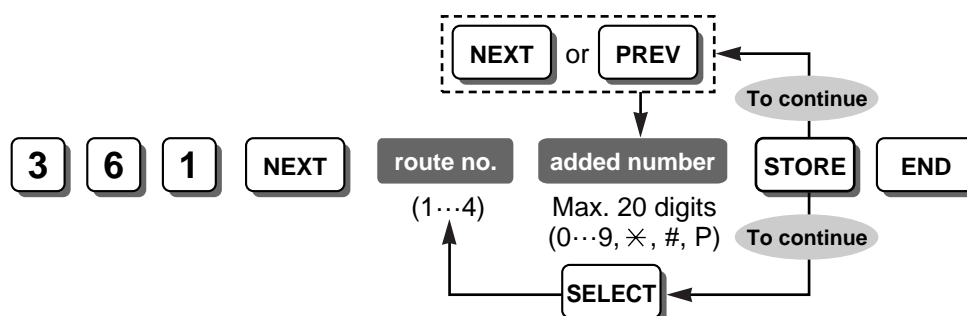 NEXT or PREV
To continue
3 6 1 NEXT route no. added number STORE END
(1···4) Max. 20 digits
(0···9, ✳, #, P) To continue
SELECT